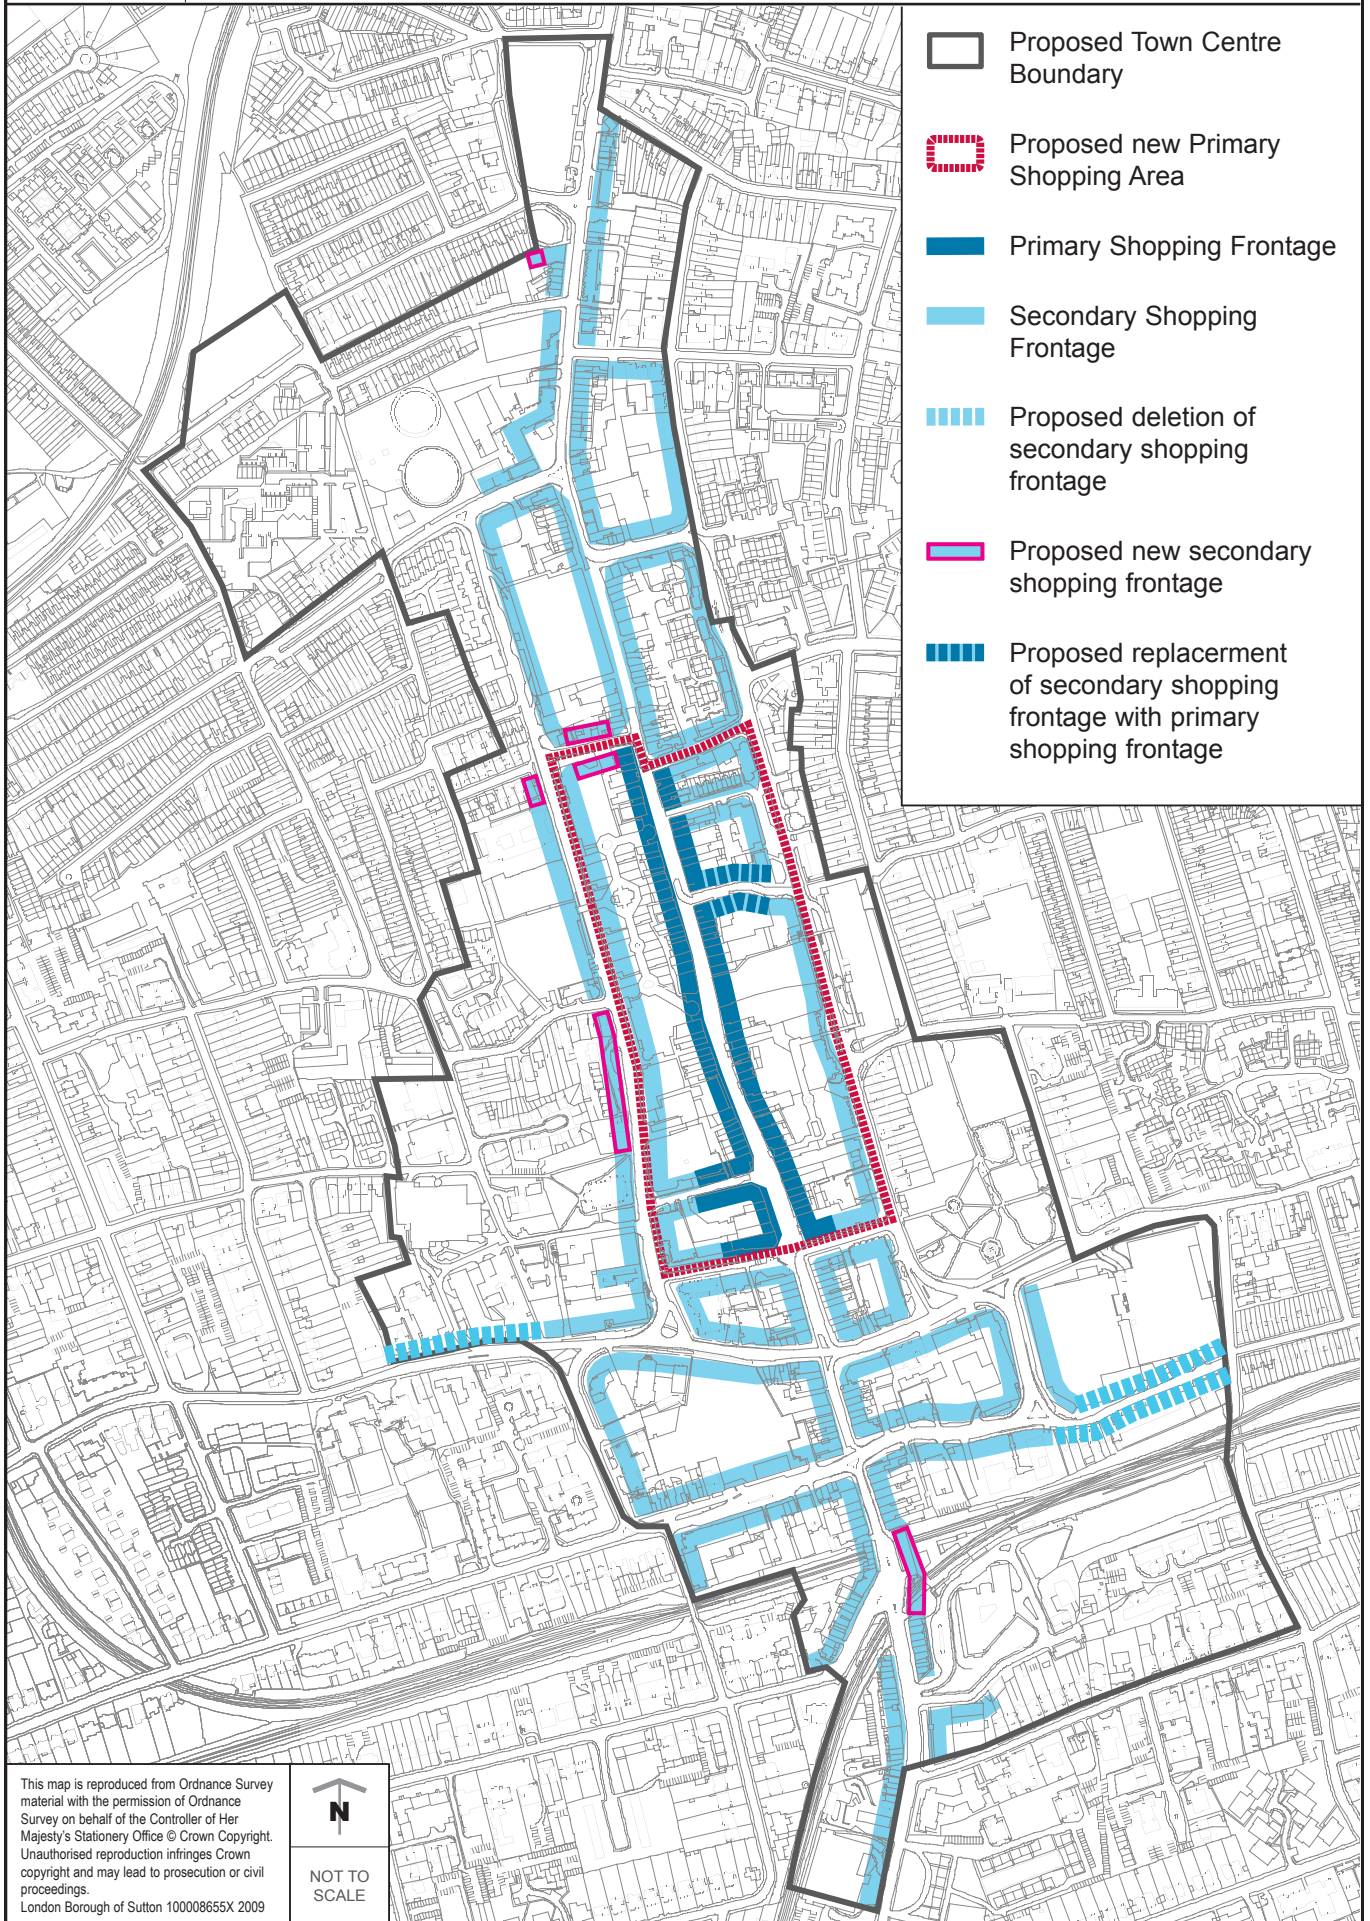 Proposed Town Centre
Boundary
Proposed new Primary
Shopping Area
Primary Shopping Frontage
Secondary Shopping
Frontage
Proposed deletion of
secondary shopping
frontage
Proposed new secondary
shopping frontage
Proposed replacerment
of secondary shopping
frontage with primary
shopping frontage
This map is reproduced from Ordnance Survey
material with the permission of Ordnance
Survey on behalf of the Controller of Her
Majesty's Stationery Office © Crown Copyright.
Unauthorised reproduction infringes Crown
copyright and may lead to prosecution or civil
proceedings.
London Borough of Sutton 100008655X 2009
N
NOT TO
SCALE